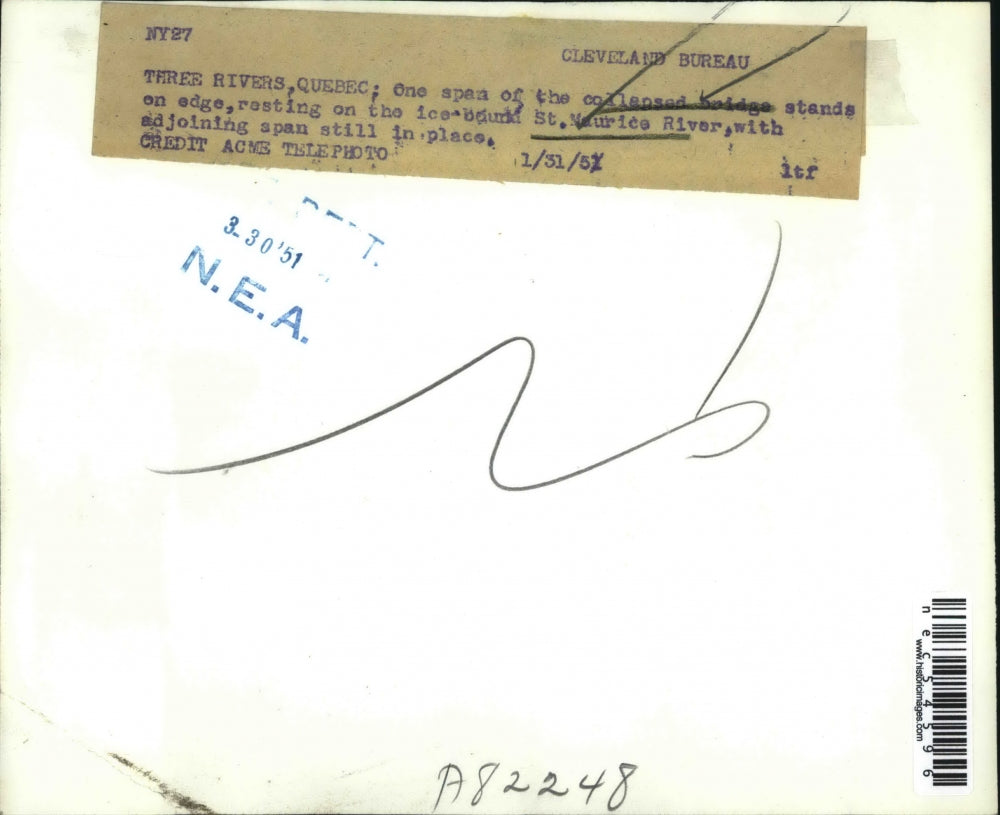 NY27
CLEVELAND BUREAU
THREE RIVERS, QUEBEC; One span of the collapsed bridge stands
on edge, resting on the ice-bound St. Maurice River, with
adjoining span still in place.
CREDIT ACME TELEPHOTO 1/31/51 ltf
3-30'51
N.E.A.
nec54596
www.historicimages.com
A82248